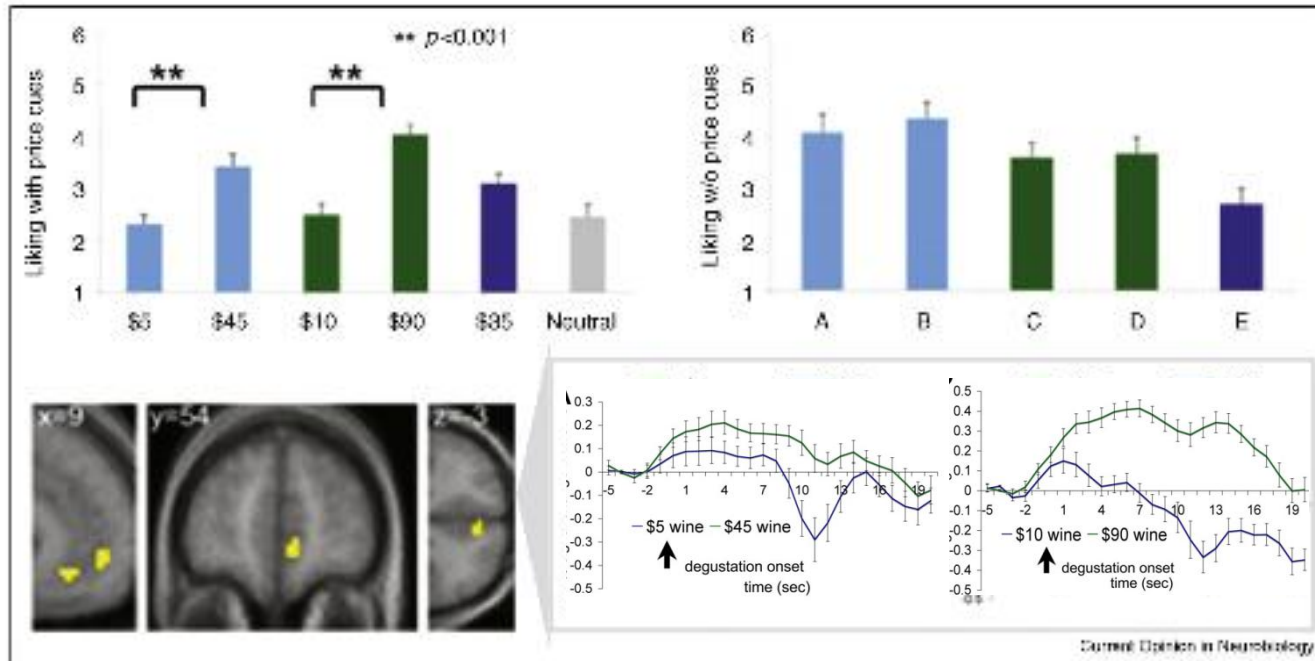 ** p<0.001
Liking with price cues
6
5
4
3
2
1
**
**
$5 $45 $10 $90 $35 Neutral
Liking w/o price cues
6
5
4
3
2
1
A B C D E
x=9
y=54
z=-3
0.3
0.2
0.1
0
-0.1
-0.2
-0.3
-0.4
-0.5
-5 -2 1 4 7 10 13 16 19
$5 wine $45 wine
degustation onset
time (sec)
0.5
0.4
0.3
0.2
0.1
0
-0.1
-0.2
-0.3
-0.4
-0.5
-5 -2 1 4 7 10 13 16 19
$10 wine $90 wine
degustation onset
time (sec)
Current Opinion in Neurobiology